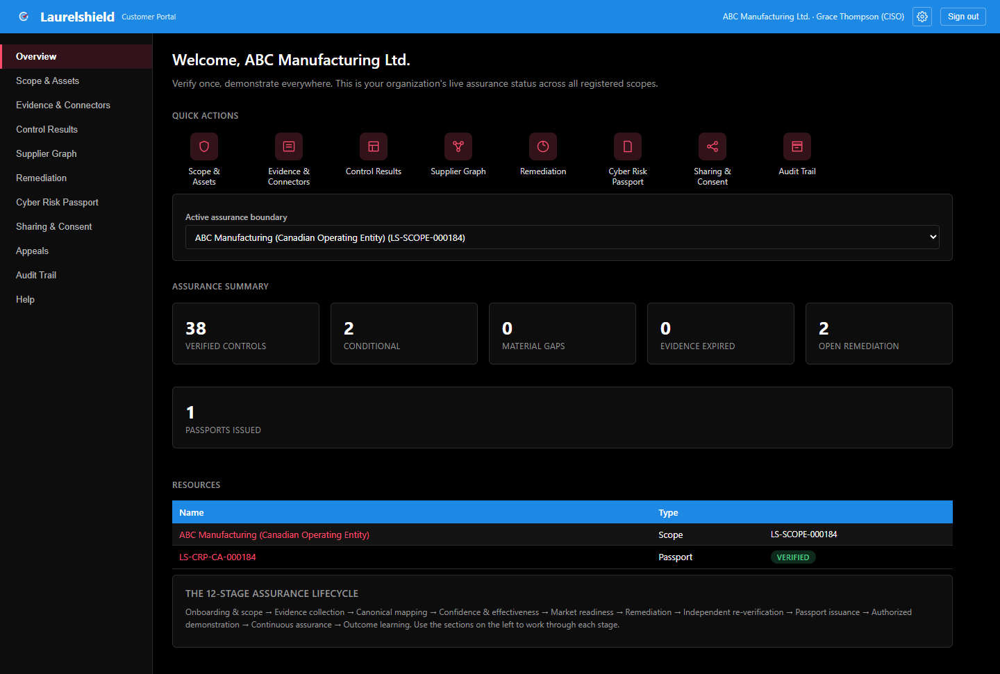 Laurelshield Customer Portal
ABC Manufacturing Ltd. · Grace Thompson (CISO)
Sign out
Overview
Scope & Assets
Evidence & Connectors
Control Results
Supplier Graph
Remediation
Cyber Risk Passport
Sharing & Consent
Appeals
Audit Trail
Help
Welcome, ABC Manufacturing Ltd.
Verify once, demonstrate everywhere. This is your organization's live assurance status across all registered scopes.
QUICK ACTIONS
Scope &
Assets
Evidence &
Connectors
Control Results
Supplier Graph
Remediation
Cyber Risk
Passport
Sharing &
Consent
Audit Trail
Active assurance boundary
ABC Manufacturing (Canadian Operating Entity) (LS-SCOPE-000184)
ASSURANCE SUMMARY
38
VERIFIED CONTROLS
2
CONDITIONAL
0
MATERIAL GAPS
0
EVIDENCE EXPIRED
2
OPEN REMEDIATION
1
PASSPORTS ISSUED
RESOURCES
Name Type
ABC Manufacturing (Canadian Operating Entity) Scope LS-SCOPE-000184
LS-CRP-CA-000184 Passport VERIFIED
THE 12-STAGE ASSURANCE LIFECYCLE
Onboarding & scope → Evidence collection → Canonical mapping → Confidence & effectiveness → Market readiness → Remediation → Independent re-verification → Passport issuance → Authorized
demonstration → Continuous assurance → Outcome learning. Use the sections on the left to work through each stage.